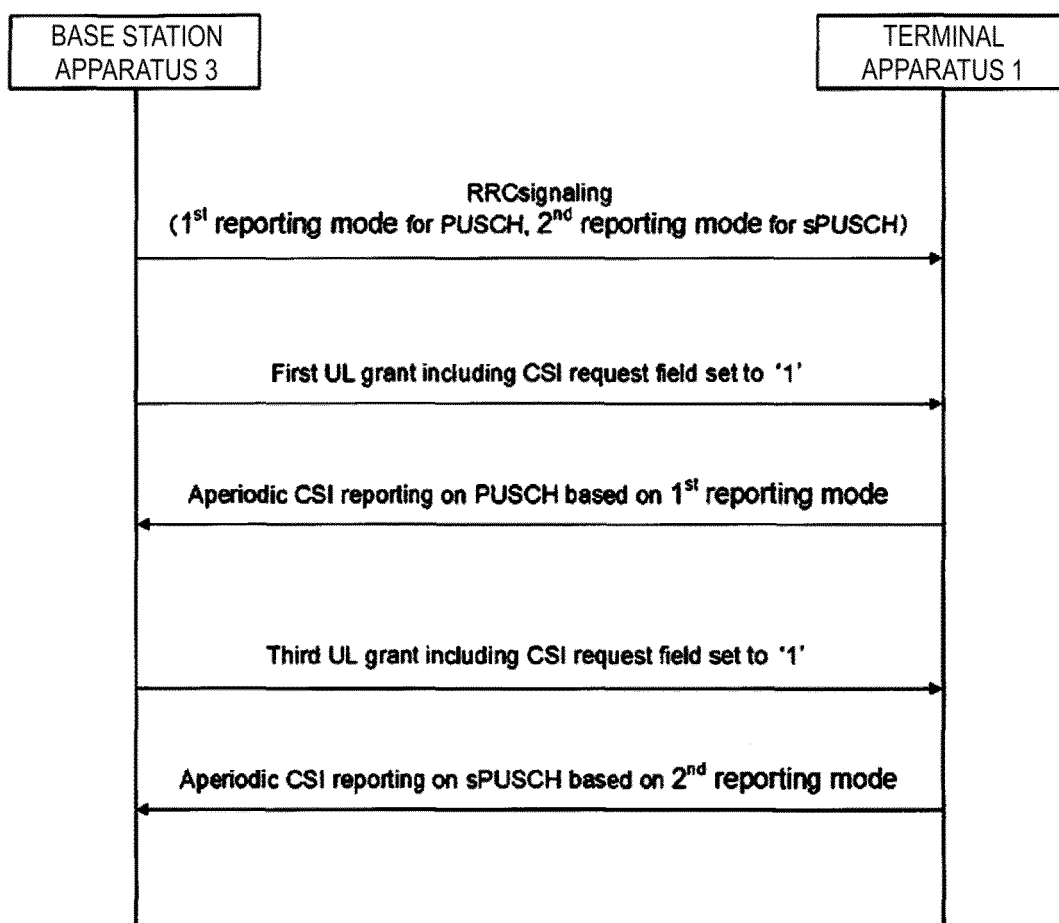 BASE STATION
APPARATUS 3
TERMINAL
APPARATUS 1
RRCsignaling
(1st reporting mode for PUSCH, 2nd reporting mode for sPUSCH)
First UL grant including CSI request field set to ‘1’
Aperiodic CSI reporting on PUSCH based on 1st reporting mode
Third UL grant including CSI request field set to ‘1’
Aperiodic CSI reporting on sPUSCH based on 2nd reporting mode